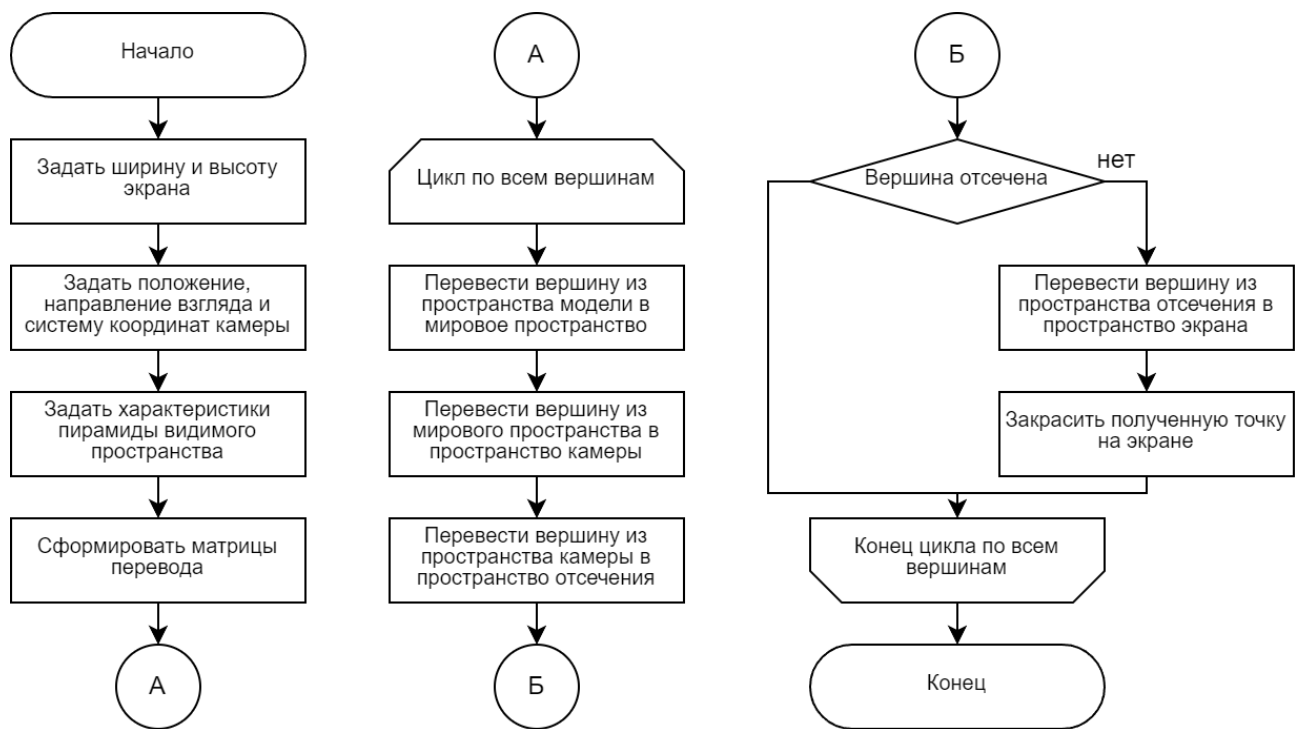 Начало
Задать ширину и высоту
экрана
Задать положение,
направление взгляда и
систему координат камеры
Задать характеристики
пирамиды видимого
пространства
Сформировать матрицы
перевода
А
А
Цикл по всем вершинам
Перевести вершину из
пространства модели в
мировое пространство
Перевести вершину из
мирового пространства в
пространство камеры
Перевести вершину из
пространства камеры в
пространство отсечения
Б
Б
Вершина отсечена
нет
Перевести вершину из
пространства отсечения в
пространство экрана
Закрасить полученную точку
на экране
Конец цикла по всем
вершинам
Конец